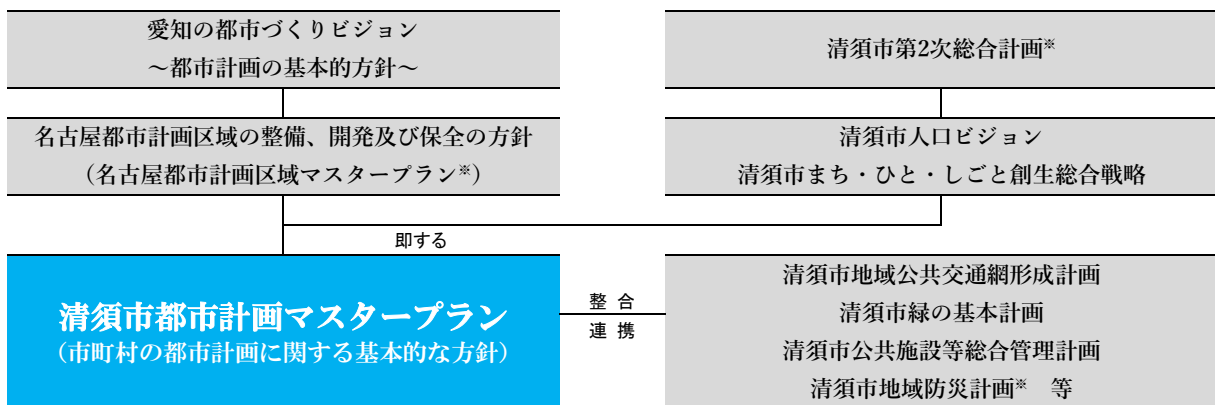 愛知の都市づくりビジョン
～都市計画の基本的方針～
清須市第2次総合計画※
名古屋都市計画区域の整備、開発及び保全の方針
（名古屋都市計画区域マスタープラン※）
清須市人口ビジョン
清須市まち・ひと・しごと創生総合戦略
即する
清須市都市計画マスタープラン
（市町村の都市計画に関する基本的な方針）
整合
連携
清須市地域公共交通網形成計画
清須市緑の基本計画
清須市公共施設等総合管理計画
清須市地域防災計画※　等